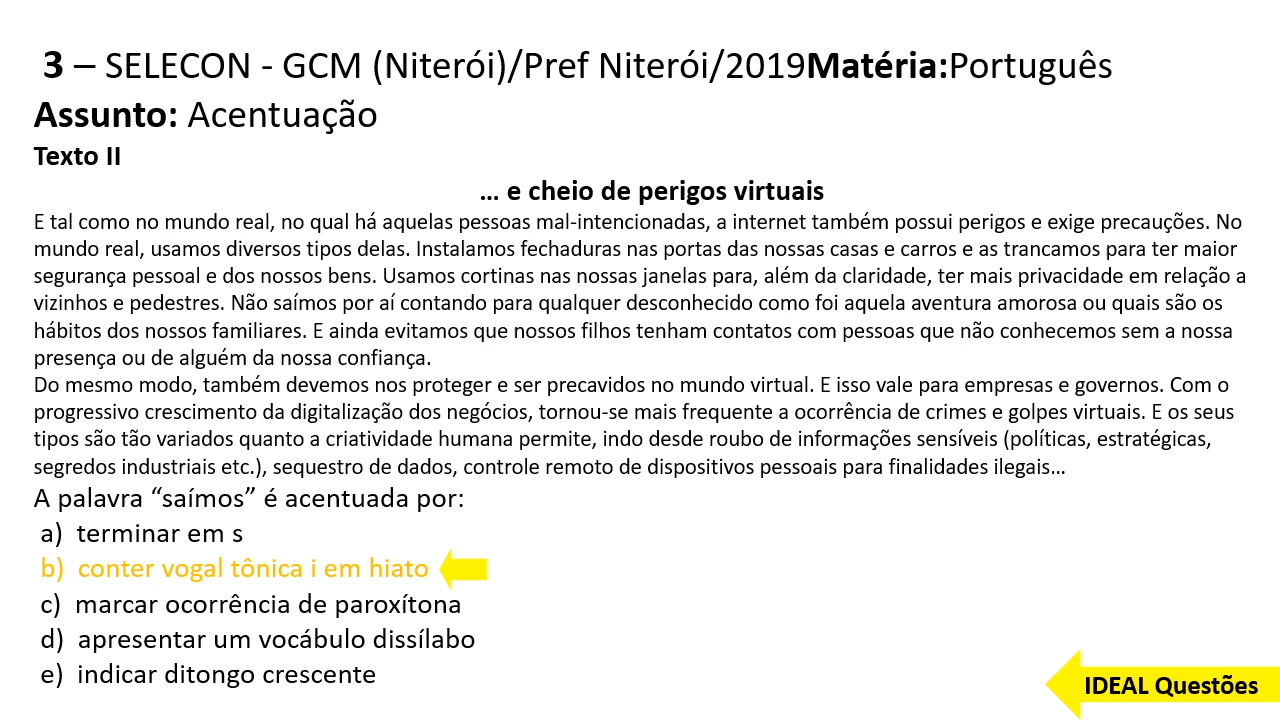 3 – SELECON - GCM (Niterói)/Pref Niterói/2019Matéria:Português
Assunto: Acentuação
Texto II
... e cheio de perigos virtuais
E tal como no mundo real, no qual há aquelas pessoas mal-intencionadas, a internet também possui perigos e exige precauções. No
mundo real, usamos diversos tipos delas. Instalamos fechaduras nas portas das nossas casas e carros e as trancamos para ter maior
segurança pessoal e dos nossos bens. Usamos cortinas nas nossas janelas para, além da claridade, ter mais privacidade em relação a
vizinhos e pedestres. Não saímos por aí contando para qualquer desconhecido como foi aquela aventura amorosa ou quais são os
hábitos dos nossos familiares. E ainda evitamos que nossos filhos tenham contatos com pessoas que não conhecemos sem a nossa
presença ou de alguém da nossa confiança.
Do mesmo modo, também devemos nos proteger e ser precavidos no mundo virtual. E isso vale para empresas e governos. Com o
progressivo crescimento da digitalização dos negócios, tornou-se mais frequente a ocorrência de crimes e golpes virtuais. E os seus
tipos são tão variados quanto a criatividade humana permite, indo desde roubo de informações sensíveis (políticas, estratégicas,
segredos industriais etc.), sequestro de dados, controle remoto de dispositivos pessoais para finalidades ilegais...
A palavra “saímos” é acentuada por:
a) terminar em s
b) conter vogal tônica i em hiato
c) marcar ocorrência de paroxítona
d) apresentar um vocábulo dissílabo
e) indicar ditongo crescente
IDEAL Questões